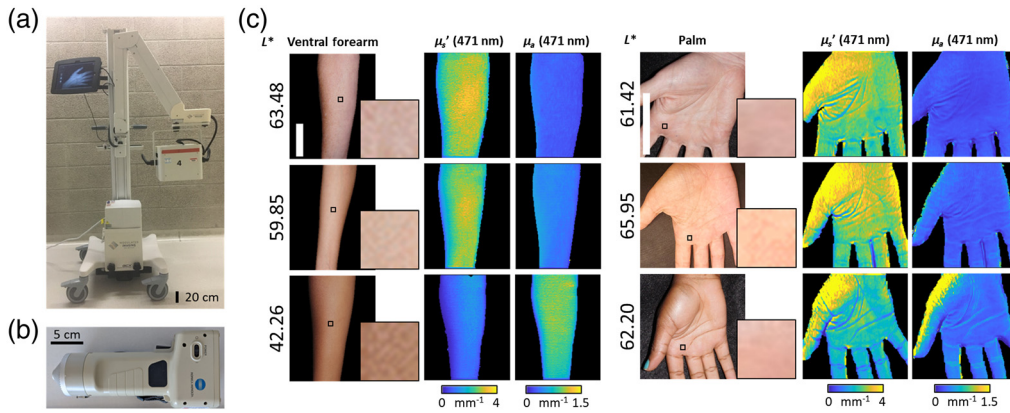 (a)
4
20 cm
(b)
5 cm
(c)
L* Ventral forearm μs' (471 nm) μa (471 nm) L* Palm μs' (471 nm) μa (471 nm)
63.48
61.42
59.85
65.95
42.26
62.20
0 mm⁻¹ 4
0 mm⁻¹ 1.5
0 mm⁻¹ 4
0 mm⁻¹ 1.5